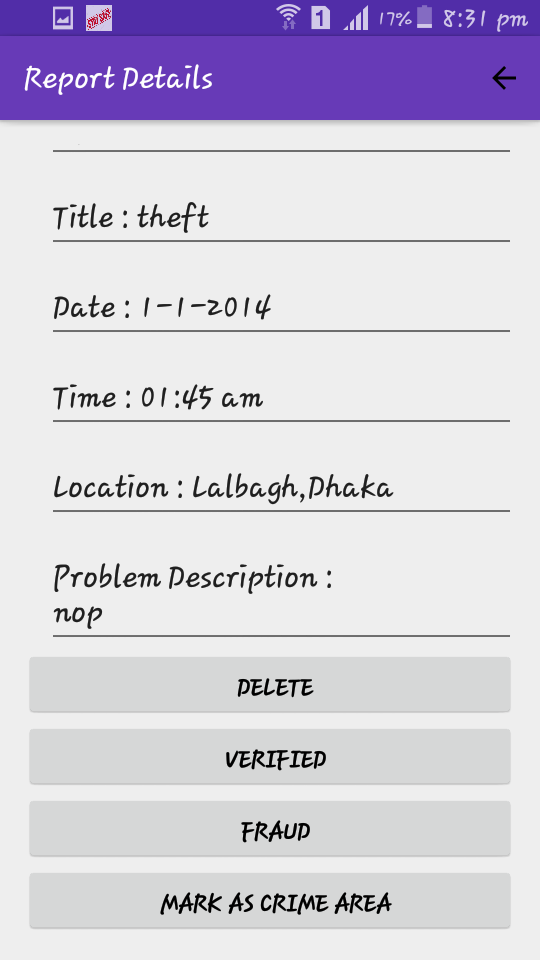 17% 8:31 pm
Report Details
Title : theft
Date : 1-1-2014
Time : 01:45 am
Location : Lalbagh,Dhaka
Problem Description :
nop
DELETE
VERIFIED
FRAUD
MARK AS CRIME AREA